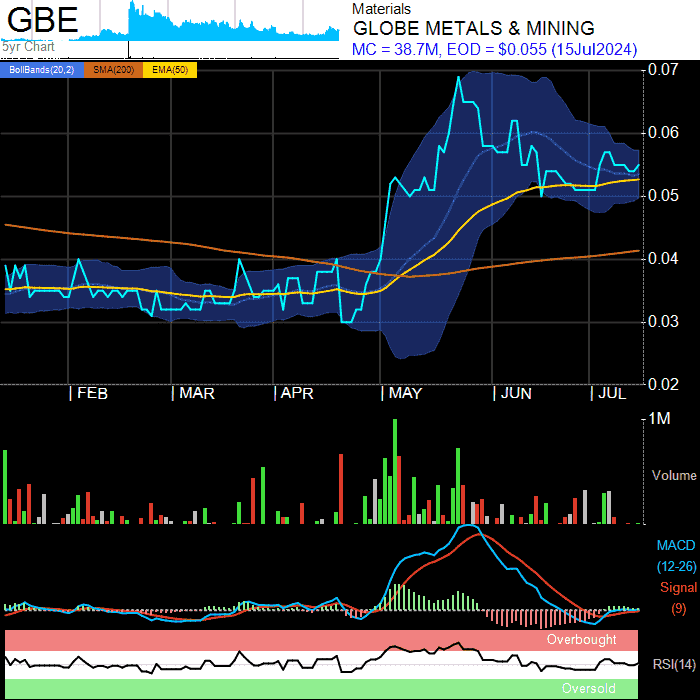 GBE
5yr Chart
Materials
GLOBE METALS & MINING
MC = 38.7M, EOD = $0.055 (15Jul2024)
BollBands(20,2) SMA(200) EMA(50)
0.07
0.06
0.05
0.04
0.03
0.02
FEB MAR APR MAY JUN JUL
1M
Volume
MACD
(12-26)
Signal
(9)
Overbought
RSI(14)
Oversold